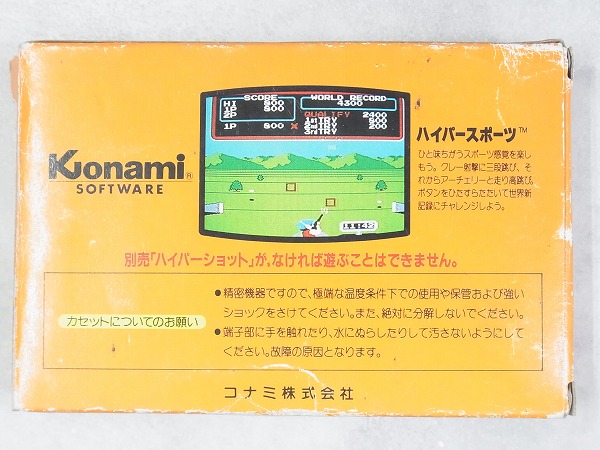 SCORE
HI 800
1P 800
2P
1P 800 ×
WORLD RECORD
4300
QUALIFY 2400
1stTRY 500
2ndTRY 200
3rdTRY
11:42
Konami®
SOFTWARE
ハイパースポーツ™
ひと味ちがうスポーツ感覚を楽し
もう。クレー射撃に三段跳び、そ
れからアーチェリーと走り高跳び。
ボタンをひたすらたたいて世界新
記録にチャレンジしよう。
別売「ハイパーショット」が、なければ遊ぶことはできません。
カセットについてのお願い
●精密機器ですので、極端な温度条件下での使用や保管および強い
ショックをさけてください。また、絶対に分解しないでください。
●端子部に手を触れたり、水にぬらしたりして汚さないようにして
ください。故障の原因となります。
コナミ株式会社